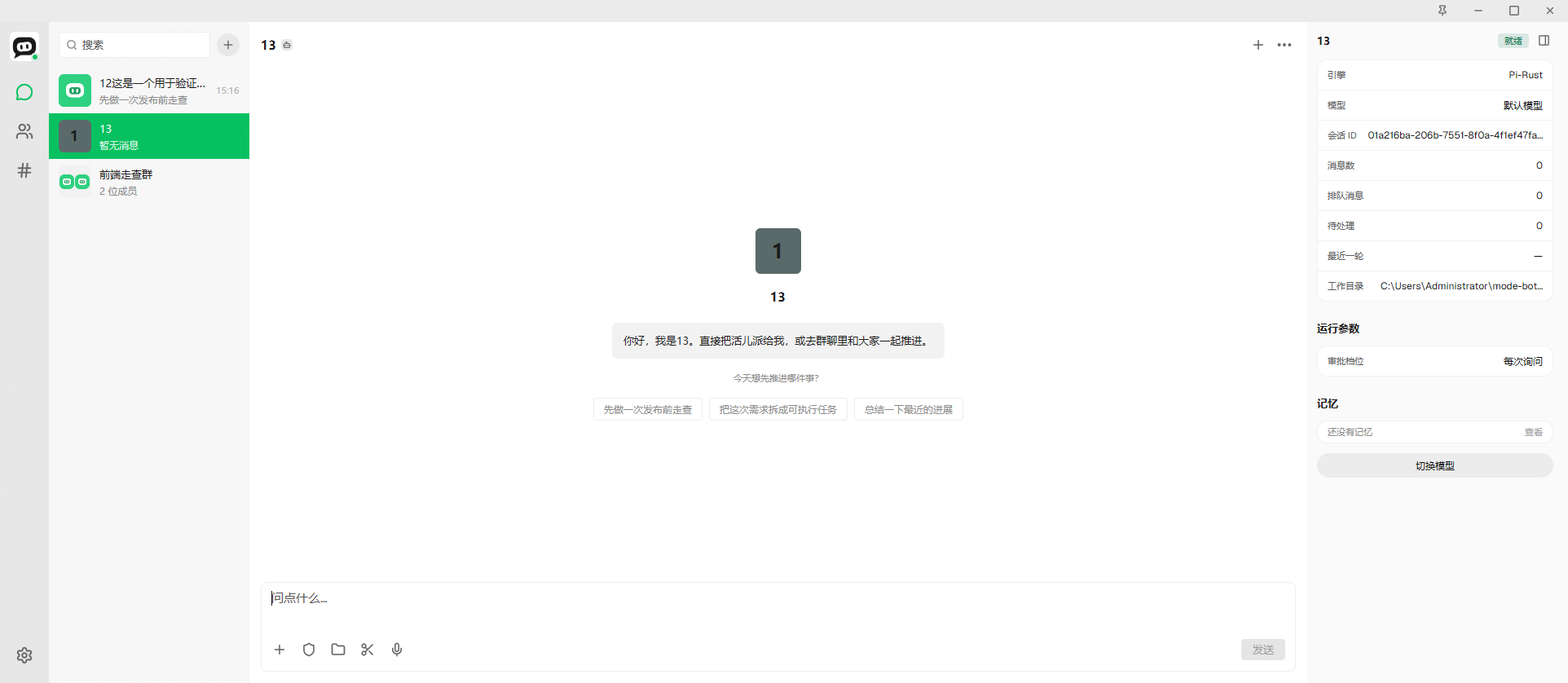 搜索
12这是一个用于验证...
15:16
先做一次发布前走查
1
13
暂无消息
前端走查群
2 位成员
13
1
13
你好，我是13。直接把活儿派给我，或去群聊里和大家一起推进。
今天想先推进哪件事？
先做一次发布前走查
把这次需求拆成可执行任务
总结一下最近的进展
问点什么...
发送
13
就绪
引擎
Pi-Rust
模型
默认模型
会话 ID
01a216ba-206b-7551-8f0a-4f1ef47fa...
消息数
0
排队消息
0
待处理
0
最近一轮
—
工作目录
C:\Users\Administrator\mode-bot...
运行参数
审批档位
每次询问
记忆
还没有记忆
查看
切换模型